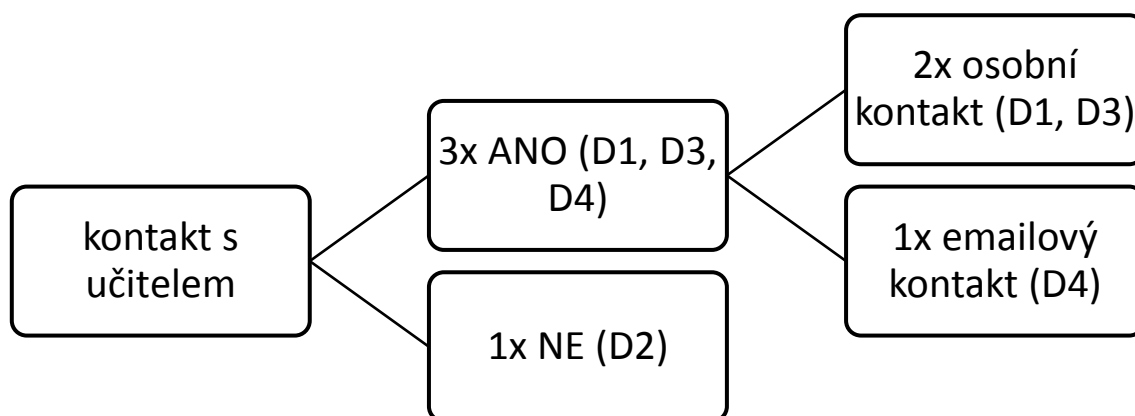 kontakt s
učitelem
3x ANO (D1, D3,
D4)
1x NE (D2)
2x osobní
kontakt (D1, D3)
1x emailový
kontakt (D4)